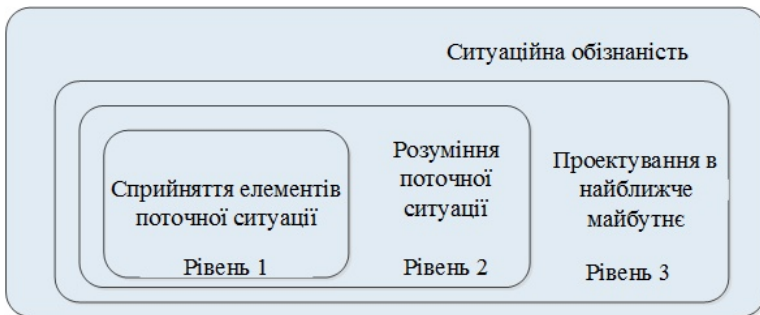 Ситуаційна обізнаність
Сприйняття елементів
поточної ситуації
Рівень 1
Розуміння
поточної
ситуації
Рівень 2
Проектування в
найближче
майбутнє
Рівень 3